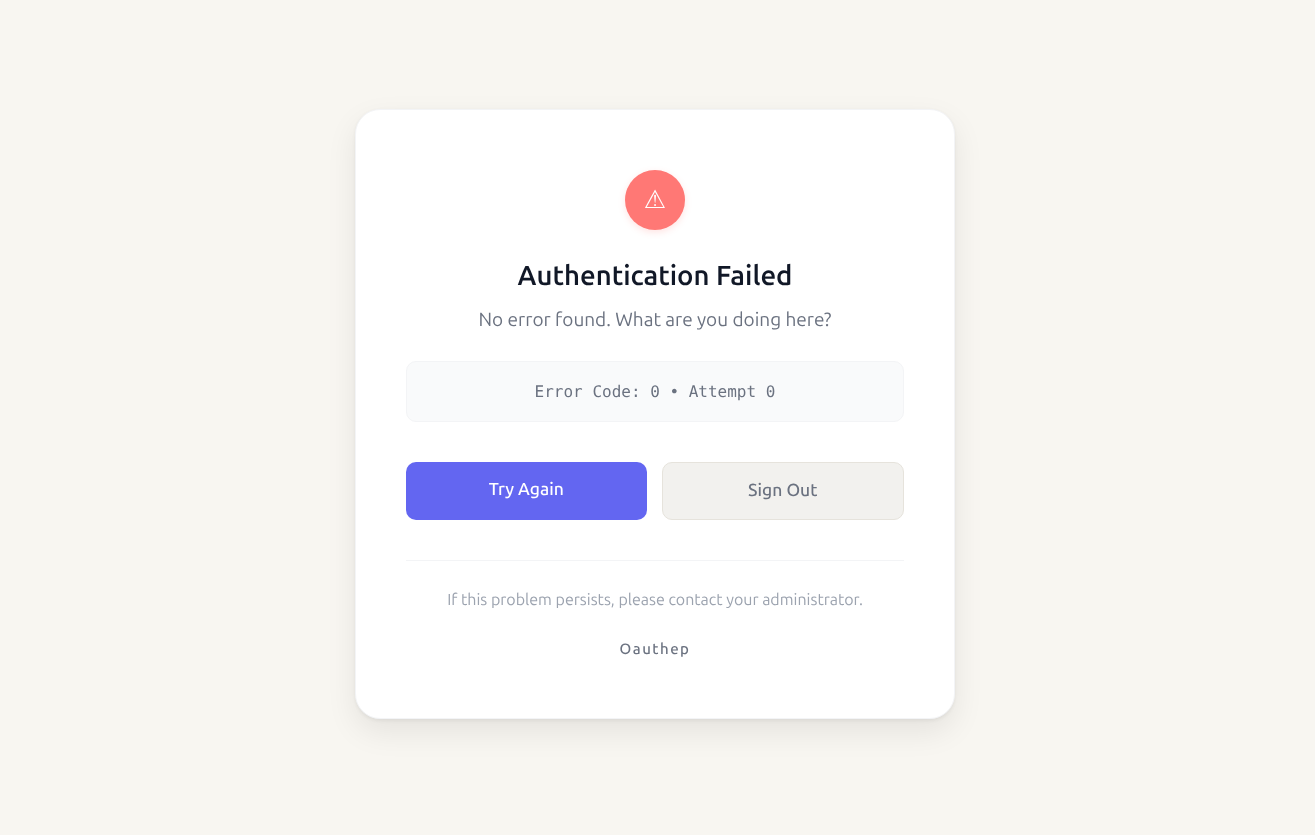 ⚠
Authentication Failed
No error found. What are you doing here?
Error Code: 0 • Attempt 0
Try Again
Sign Out
If this problem persists, please contact your administrator.
Oauthep